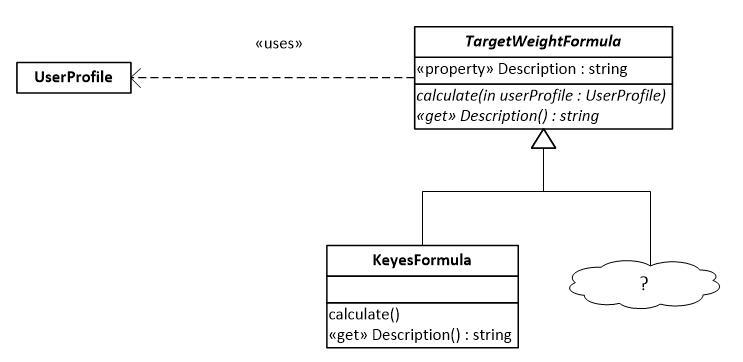 «uses»
TargetWeightFormula
«property» Description : string
UserProfile
calculate(in userProfile : UserProfile)
«get» Description() : string
KeyesFormula
?
calculate()
«get» Description() : string